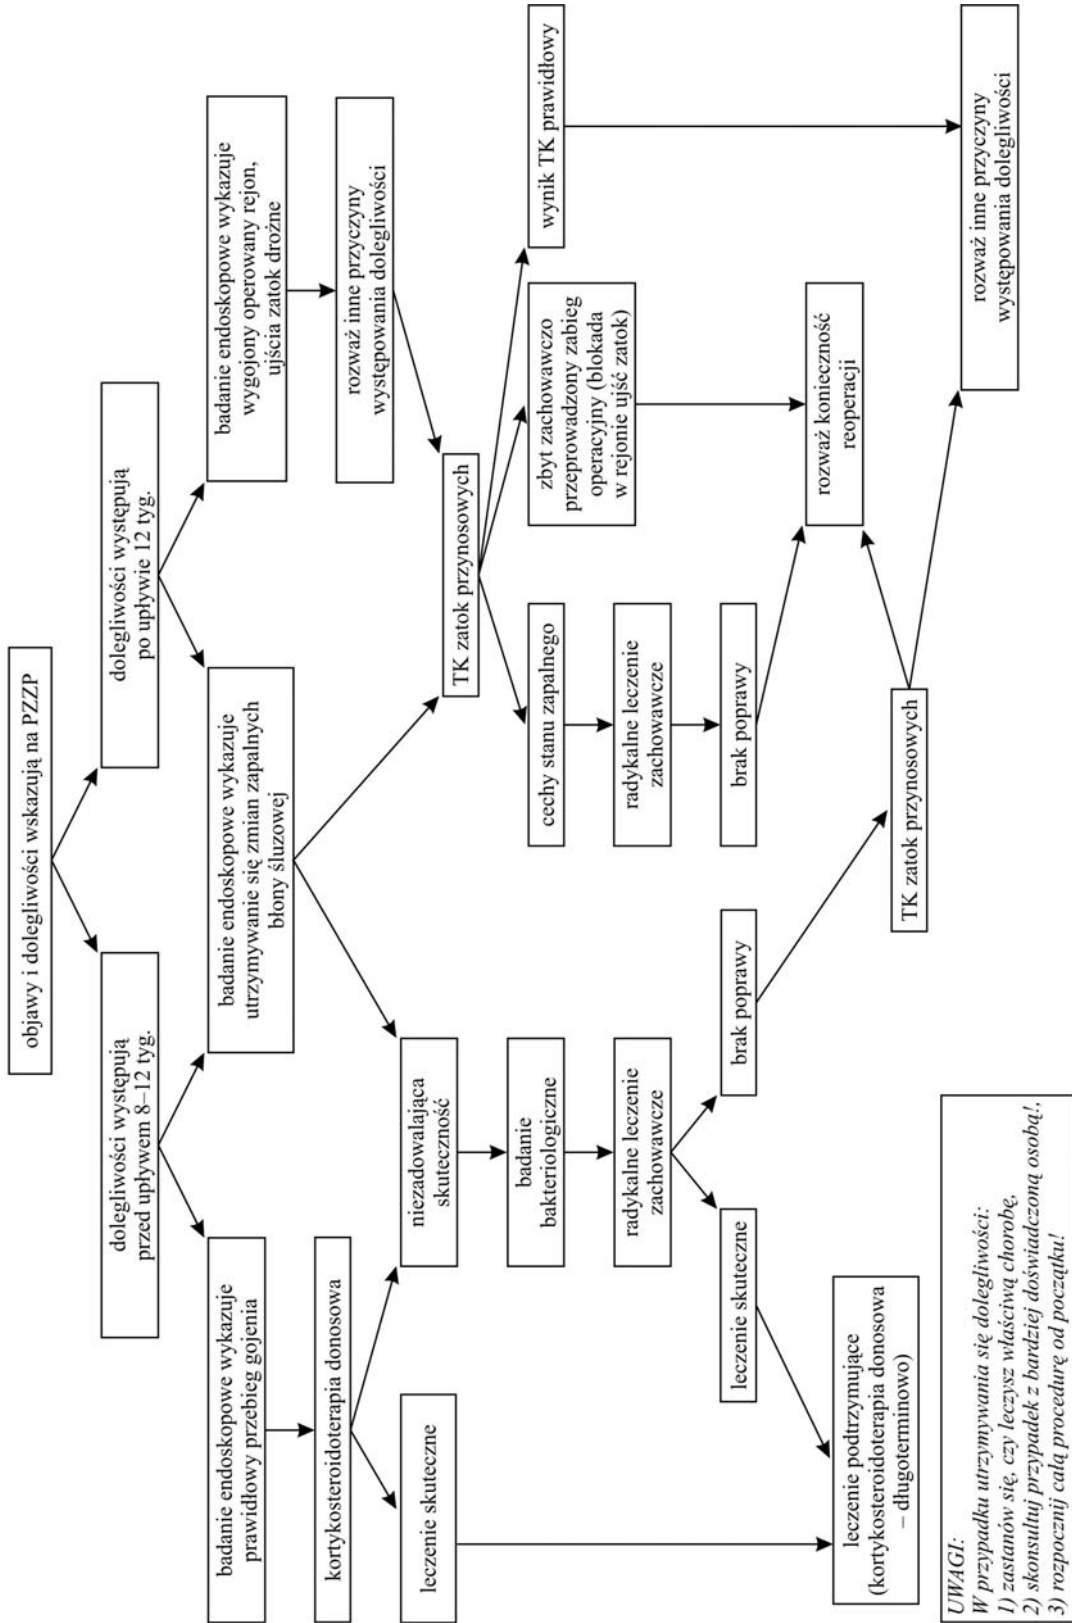 objawy i dolegliwości wskazują na PZZP
dolegliwości występują
przed upływem 8–12 tyg.
dolegliwości występują
po upływie 12 tyg.
badanie endoskopowe wykazuje
prawidłowy przebieg gojenia
badanie endoskopowe wykazuje
utrzymywanie się zmian zapalnych
błony śluzowej
badanie endoskopowe wykazuje
wygojony operowany rejon,
ujścia zatok drożne
kortykosteroidoterapia donosowa
rozważ inne przyczyny
występowania dolegliwości
leczenie skuteczne
niezadowalająca
skuteczność
TK zatok przynosowych
badanie
bakteriologiczne
cechy stanu zapalnego
zbyt zachowawczo
przeprowadzony zabieg
operacyjny (blokada
w rejonie ujść zatok)
wynik TK prawidłowy
radykalne leczenie
zachowawcze
radykalne leczenie
zachowawcze
leczenie skuteczne
brak poprawy
brak poprawy
leczenie podtrzymujące
(kortykosteroidoterapia donosowa
– długoterminowo)
rozważ konieczność
reoperacji
TK zatok przynosowych
rozważ inne przyczyny
występowania dolegliwości
UWAGI:
W przypadku utrzymywania się dolegliwości:
1) zastanów się, czy leczysz właściwą chorobę,
2) skonsultuj przypadek z bardziej doświadczoną osobą!,
3) rozpocznij całą procedurę od początku!